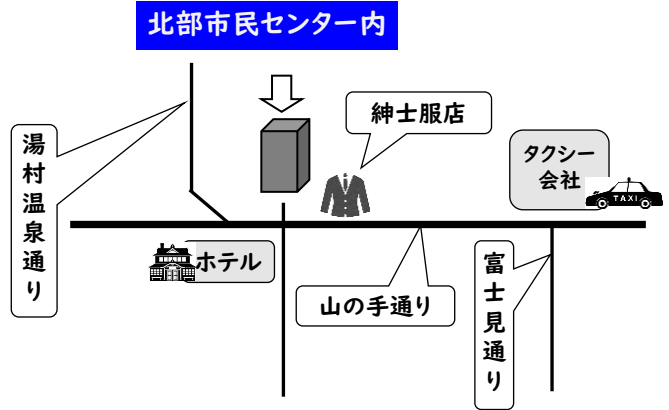 北部市民センター内
紳士服店
タクシー
会社
TAXI
湯村温泉通り
ホテル
山の手通り
富士見通り